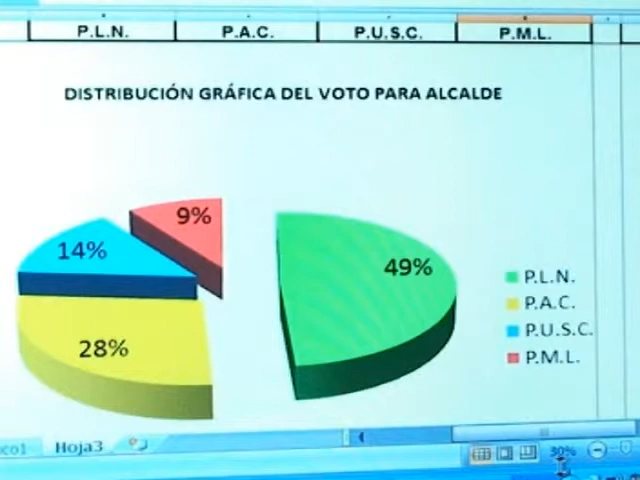 P.L.N. P.A.C. P.U.S.C. P.M.L.
DISTRIBUCIÓN GRÁFICA DEL VOTO PARA ALCALDE
9%
14%
49%
28%
P.L.N.
P.A.C.
P.U.S.C.
P.M.L.
Hoja3
30%